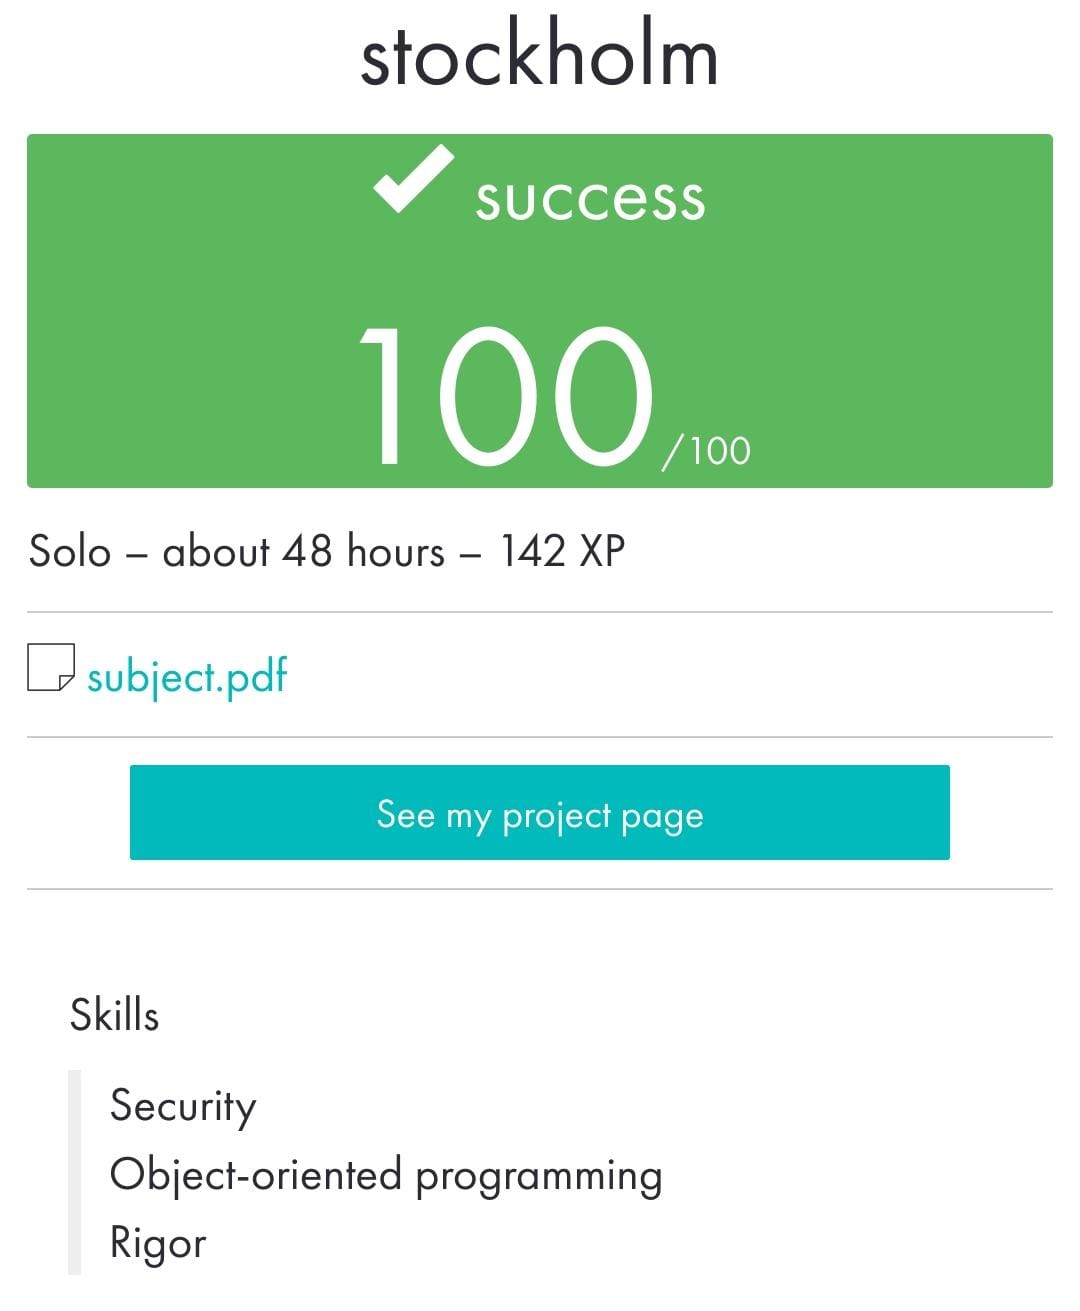 stockholm
success
100/100
Solo – about 48 hours – 142 XP
subject.pdf
See my project page
Skills
Security
Object-oriented programming
Rigor